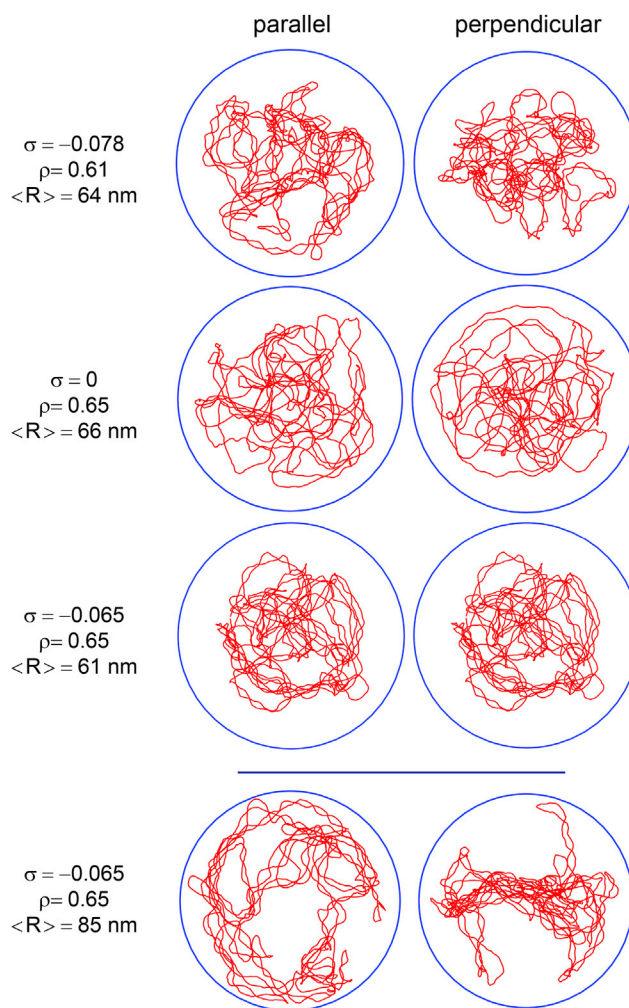 parallel perpendicular
σ = −0.078
ρ= 0.61
<R> = 64 nm
σ = 0
ρ= 0.65
<R> = 66 nm
σ = −0.065
ρ= 0.65
<R> = 61 nm
σ = −0.065
ρ= 0.65
<R> = 85 nm